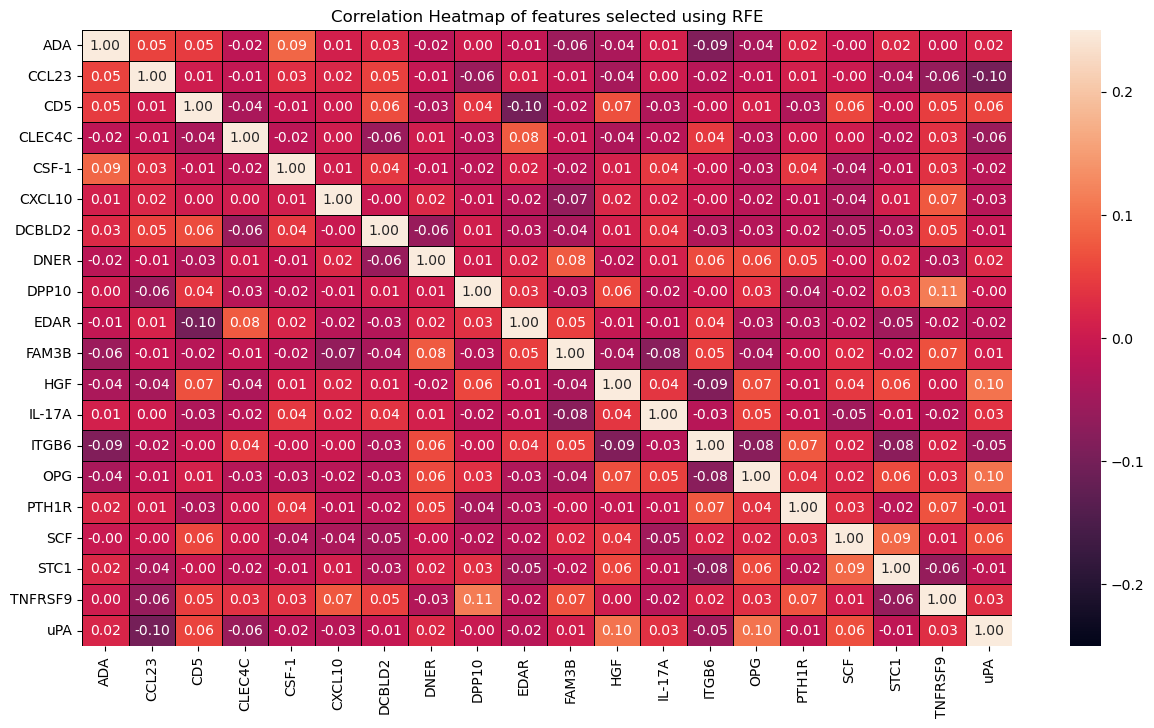 Correlation Heatmap of features selected using RFE
ADA 1.00 0.05 0.05 -0.02 0.09 0.01 0.03 -0.02 0.00 -0.01 -0.06 -0.04 0.01 -0.09 -0.04 0.02 -0.00 0.02 0.00 0.02
CCL23 0.05 1.00 0.01 -0.01 0.03 0.02 0.05 -0.01 -0.06 0.01 -0.01 -0.04 0.00 -0.02 -0.01 0.01 -0.00 -0.04 -0.06 -0.10
CD5 0.05 0.01 1.00 -0.04 -0.01 0.00 0.06 -0.03 0.04 -0.10 -0.02 0.07 -0.03 -0.00 0.01 -0.03 0.06 -0.00 0.05 0.06
CLEC4C -0.02 -0.01 -0.04 1.00 -0.02 0.00 -0.06 0.01 -0.03 0.08 -0.01 -0.04 -0.02 0.04 -0.03 0.00 0.00 -0.02 0.03 -0.06
CSF-1 0.09 0.03 -0.01 -0.02 1.00 0.01 0.04 -0.01 -0.02 0.02 -0.02 0.01 0.04 -0.00 -0.03 0.04 -0.04 -0.01 0.03 -0.02
CXCL10 0.01 0.02 0.00 0.00 0.01 1.00 -0.00 0.02 -0.01 -0.02 -0.07 0.02 0.02 -0.00 -0.02 -0.01 -0.04 0.01 0.07 -0.03
DCBLD2 0.03 0.05 0.06 -0.06 0.04 -0.00 1.00 -0.06 0.01 -0.03 -0.04 0.01 0.04 -0.03 -0.03 -0.02 -0.05 -0.03 0.05 -0.01
DNER -0.02 -0.01 -0.03 0.01 -0.01 0.02 -0.06 1.00 0.01 0.02 0.08 -0.02 0.01 0.06 0.06 0.05 -0.00 0.02 -0.03 0.02
DPP10 0.00 -0.06 0.04 -0.03 -0.02 -0.01 0.01 0.01 1.00 0.03 -0.03 0.06 -0.02 -0.00 0.03 -0.04 -0.02 0.03 0.11 -0.00
EDAR -0.01 0.01 -0.10 0.08 0.02 -0.02 -0.03 0.02 0.03 1.00 0.05 -0.01 -0.01 0.04 -0.03 -0.03 -0.02 -0.05 -0.02 -0.02
FAM3B -0.06 -0.01 -0.02 -0.01 -0.02 -0.07 -0.04 0.08 -0.03 0.05 1.00 -0.04 -0.08 0.05 -0.04 -0.00 0.02 -0.02 0.07 0.01
HGF -0.04 -0.04 0.07 -0.04 0.01 0.02 0.01 -0.02 0.06 -0.01 -0.04 1.00 0.04 -0.09 0.07 -0.01 0.04 0.06 0.00 0.10
IL-17A 0.01 0.00 -0.03 -0.02 0.04 0.02 0.04 0.01 -0.02 -0.01 -0.08 0.04 1.00 -0.03 0.05 -0.01 -0.05 -0.01 -0.02 0.03
ITGB6 -0.09 -0.02 -0.00 0.04 -0.00 -0.00 -0.03 0.06 -0.00 0.04 0.05 -0.09 -0.03 1.00 -0.08 0.07 0.02 -0.08 0.02 -0.05
OPG -0.04 -0.01 0.01 -0.03 -0.03 -0.02 -0.03 0.06 0.03 -0.03 -0.04 0.07 0.05 -0.08 1.00 0.04 0.02 0.06 0.03 0.10
PTH1R 0.02 0.01 -0.03 0.00 0.04 -0.01 -0.02 0.05 -0.04 -0.03 -0.00 -0.01 -0.01 0.07 0.04 1.00 0.03 -0.02 0.07 -0.01
SCF -0.00 -0.00 0.06 0.00 -0.04 -0.04 -0.05 -0.00 -0.02 -0.02 0.02 0.04 -0.05 0.02 0.02 0.03 1.00 0.09 0.01 0.06
STC1 0.02 -0.04 -0.00 -0.02 -0.01 0.01 -0.03 0.02 0.03 -0.05 -0.02 0.06 -0.01 -0.08 0.06 -0.02 0.09 1.00 -0.06 -0.01
TNFRSF9 0.00 -0.06 0.05 0.03 0.03 0.07 0.05 -0.03 0.11 -0.02 0.07 0.00 -0.02 0.02 0.03 0.07 0.01 -0.06 1.00 0.03
uPA 0.02 -0.10 0.06 -0.06 -0.02 -0.03 -0.01 0.02 -0.00 -0.02 0.01 0.10 0.03 -0.05 0.10 -0.01 0.06 -0.01 0.03 1.00
ADA CCL23 CD5 CLEC4C CSF-1 CXCL10 DCBLD2 DNER DPP10 EDAR FAM3B HGF IL-17A ITGB6 OPG PTH1R SCF STC1 TNFRSF9 uPA
0.2
0.1
0.0
−0.1
−0.2